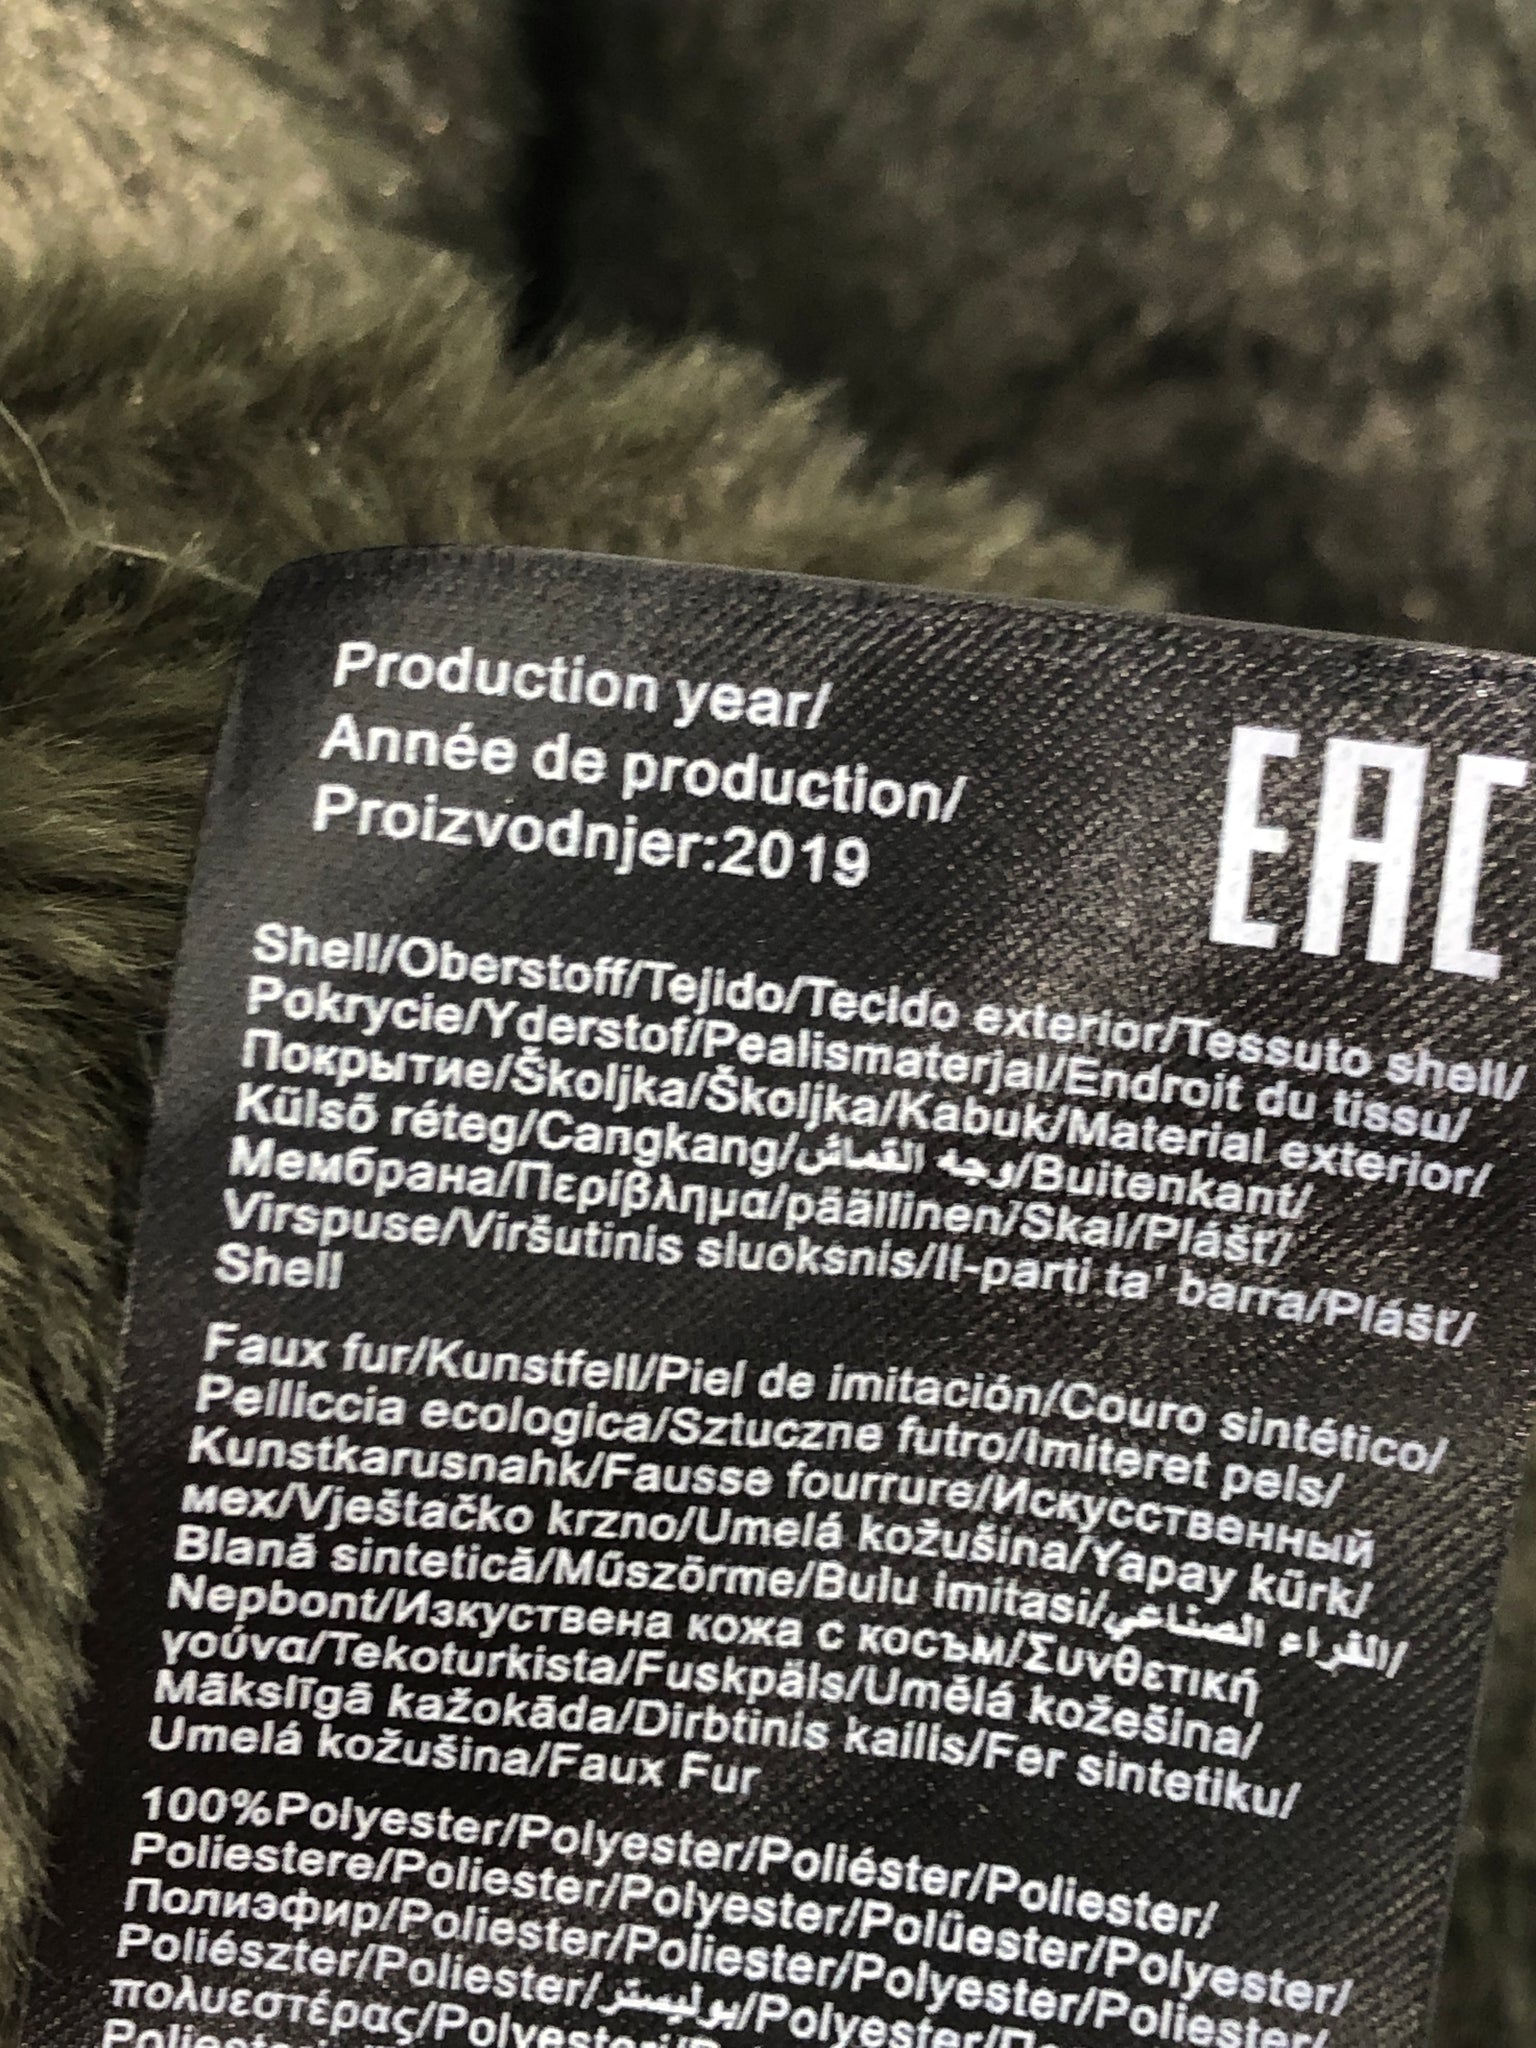 Production year/
Année de production/
Proizvodnjer:2019
EAC
Shell/Oberstoff/Tejido/Tecido exterior/Tessuto shell/
Pokrycie/Yderstof/Pealismaterjal/Endroit du tissu/
Покрытие/Školjka/Školjka/Kabuk/Material exterior/
Külső réteg/Cangkang/وجه القماش/Buitenkant/
Мембрана/Περίβλημα/päällinen/Skal/Plášť/
Virspuse/Viršutinis sluoksnis/Il-parti ta' barra/Plášť/
Shell
Faux fur/Kunstfell/Piel de imitación/Couro sintético/
Pelliccia ecologica/Sztuczne futro/Imiteret pels/
Kunstkarusnahk/Fausse fourrure/Искусственный
мех/Vještačko krzno/Umelá kožušina/Yapay kürk/
Blană sintetică/Műszőrme/Bulu imitasi/الفراء الصناعي/
Nepbont/Изкуствена кожа с косъм/Συνθετική
γούνα/Tekoturkista/Fuskpäls/Umělá kožešina/
Mākslīgā kažokāda/Dirbtinis kailis/Fer sintetiku/
Umelá kožušina/Faux Fur
100%Polyester/Polyester/Poliéster/Poliester/
Poliestere/Poliester/Polyester/Polüester/Polyester/
Полиэфир/Poliester/Poliester/Polyester/Poliester/
Poliészter/Poliester/بوليستر/Polyester/
πολυεστέρας/Polyesteri/